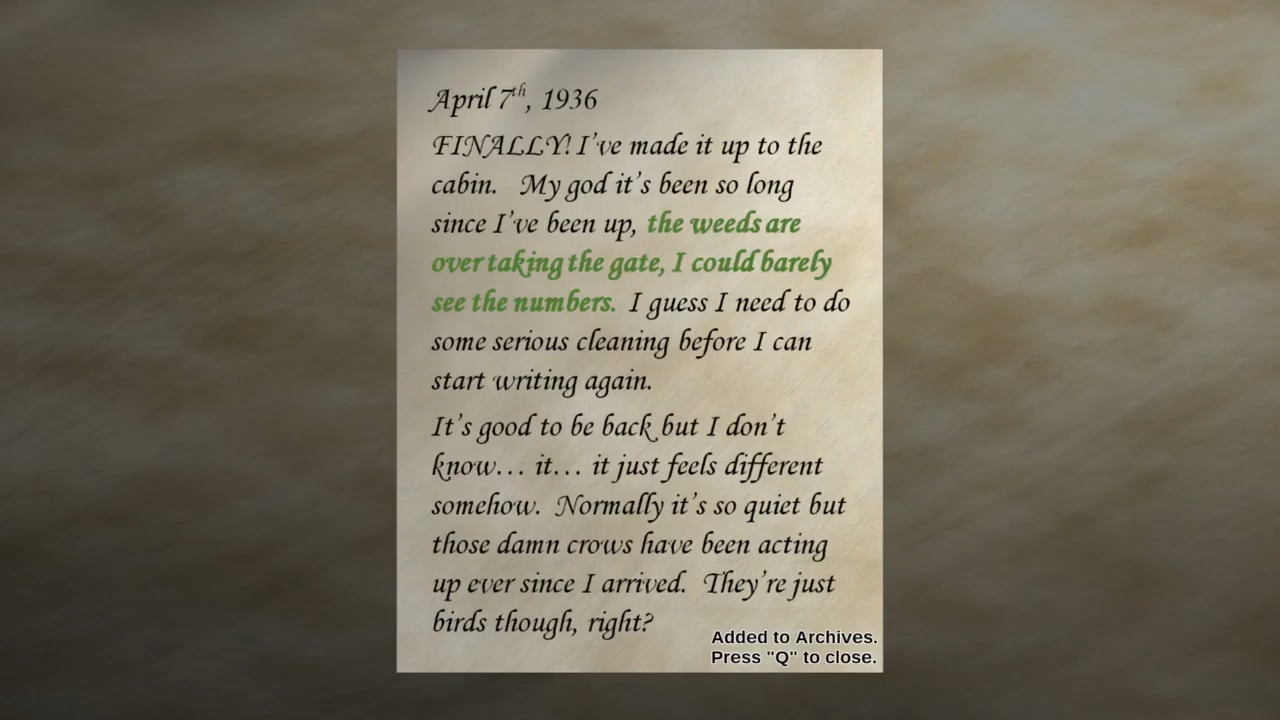 April 7th, 1936
FINALLY! I've made it up to the
cabin. My god it's been so long
since I've been up, the weeds are
over taking the gate, I could barely
see the numbers. I guess I need to do
some serious cleaning before I can
start writing again.
It's good to be back but I don't
know... it... it just feels different
somehow. Normally it's so quiet but
those damn crows have been acting
up ever since I arrived. They're just
birds though, right?
Added to Archives.
Press "Q" to close.